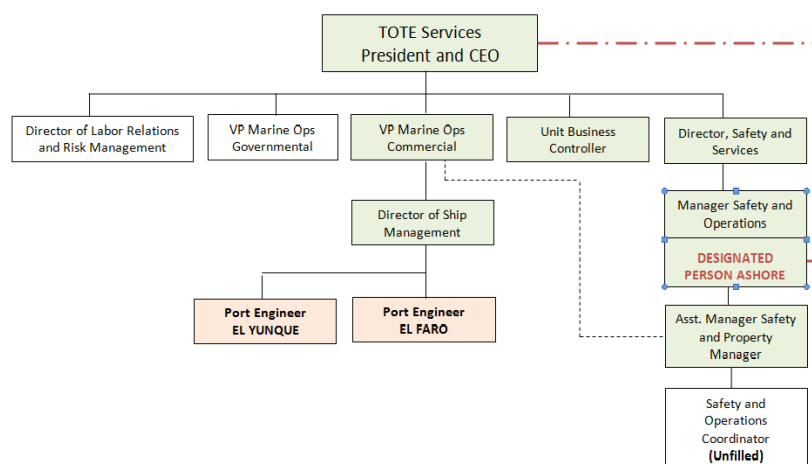 TOTE Services
President and CEO
Director of Labor Relations
and Risk Management
VP Marine Ops
Governmental
VP Marine Ops
Commercial
Unit Business
Controller
Director, Safety and
Services
Director of Ship
Management
Manager Safety and
Operations
DESIGNATED
PERSON ASHORE
Port Engineer
EL YUNQUE
Port Engineer
EL FARO
Asst. Manager Safety
and Property
Manager
Safety and
Operations
Coordinator
(Unfilled)